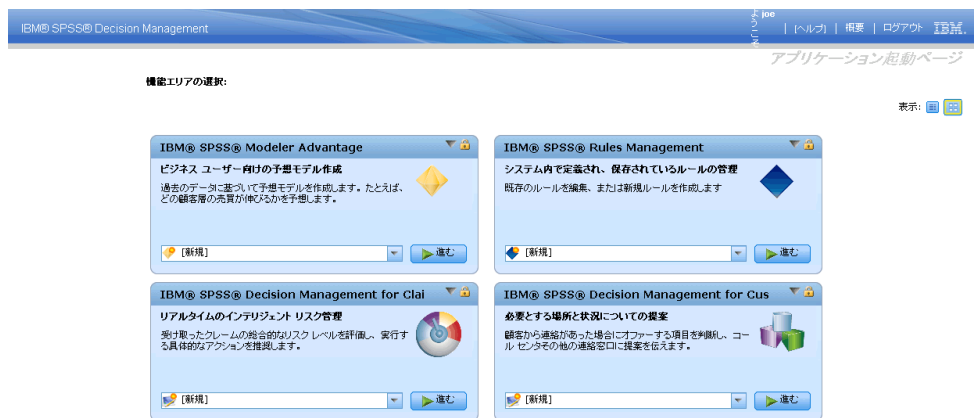 IBM® SPSS® Decision Management
ようこそ joe | [ヘルプ] | 概要 | ログアウト IBM.
アプリケーション起動ページ
機能エリアの選択:
表示:
IBM® SPSS® Modeler Advantage
ビジネス ユーザー向けの予想モデル作成
過去のデータに基づいて予想モデルを作成します。たとえば、
どの顧客層の売買が伸びるかを予想します。
[新規]
進む
IBM® SPSS® Rules Management
システム内で定義され、保存されているルールの管理
既存のルールを編集、または新規ルールを作成します
[新規]
進む
IBM® SPSS® Decision Management for Clai
リアルタイムのインテリジェント リスク管理
受け取ったクレームの総合的なリスク レベルを評価し、実行す
る具体的なアクションを推奨します。
[新規]
進む
IBM® SPSS® Decision Management for Cus
必要とする場所と状況についての提案
顧客から連絡があった場合にオファーする項目を判断し、コー
ル センタその他の連絡窓口に提案を伝えます。
[新規]
進む